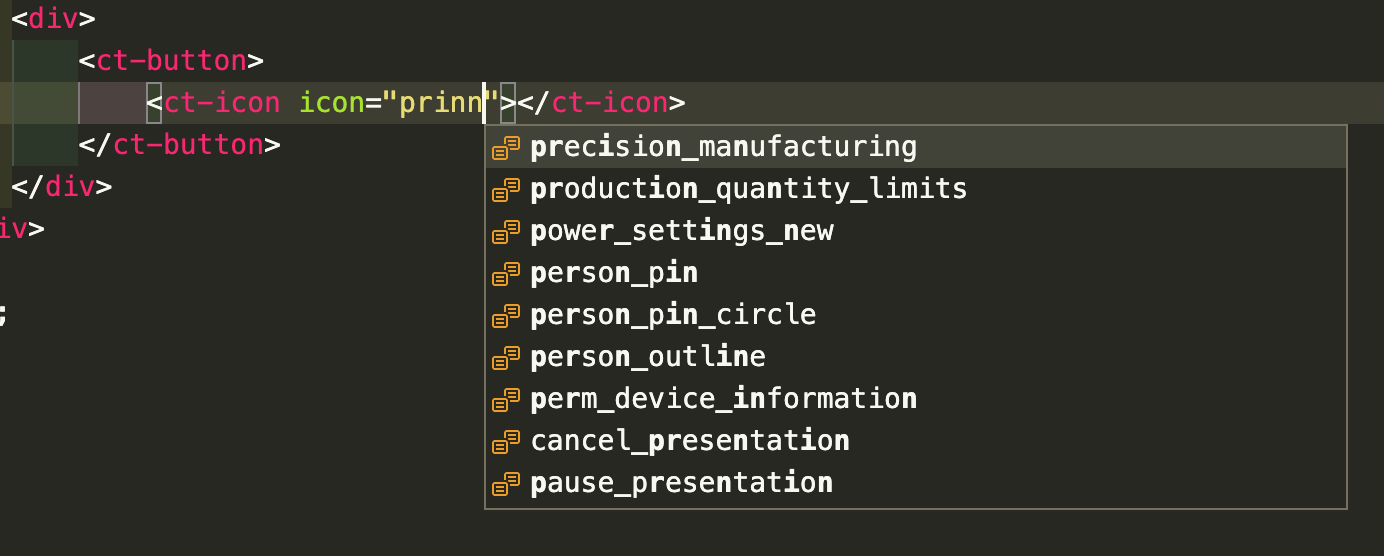 <div>
<ct-button>
<ct-icon icon="prinn"></ct-icon>
</ct-button>
</div>
iv>
;
precision_manufacturing
production_quantity_limits
power_settings_new
person_pin
person_pin_circle
person_outline
perm_device_information
cancel_presentation
pause_presentation